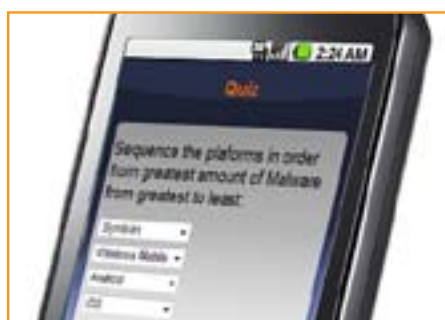 2:24 AM
Quiz
Sequence the plaforms in order
from greatest amount of Malware
from greatest to least:
Symbian
Windows Mobile
Android
iOS